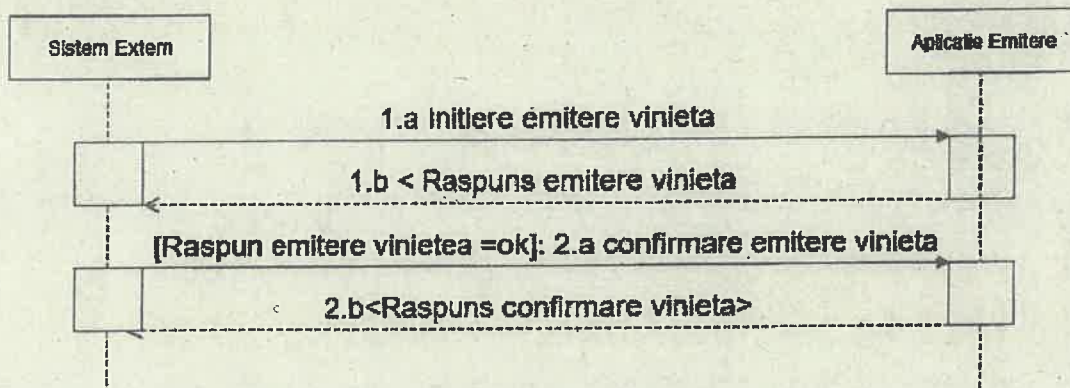 Sistem Extern
Aplicatie Emitere
1.a Initiere emitere vinieta
1.b < Raspuns emitere vinieta
[Raspun emitere vinietea =ok]: 2.a confirmare emitere vinieta
2.b<Raspuns confirmare vinieta>